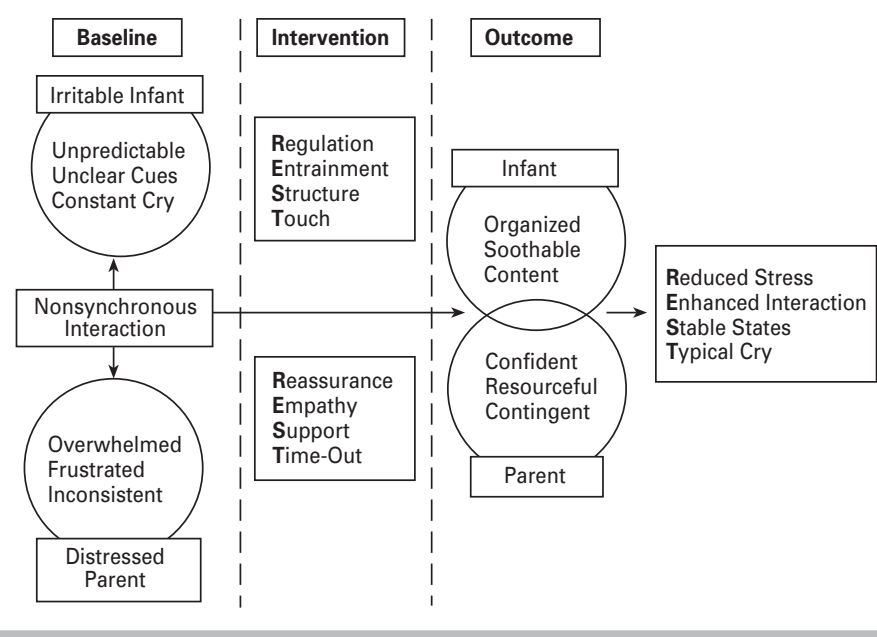 Baseline
Intervention
Outcome
Irritable Infant
Unpredictable
Unclear Cues
Constant Cry
Nonsynchronous
Interaction
Overwhelmed
Frustrated
Inconsistent
Distressed
Parent
Regulation
Entrainment
Structure
Touch
Reassurance
Empathy
Support
Time-Out
Infant
Organized
Soothable
Content
Confident
Resourceful
Contingent
Parent
Reduced Stress
Enhanced Interaction
Stable States
Typical Cry